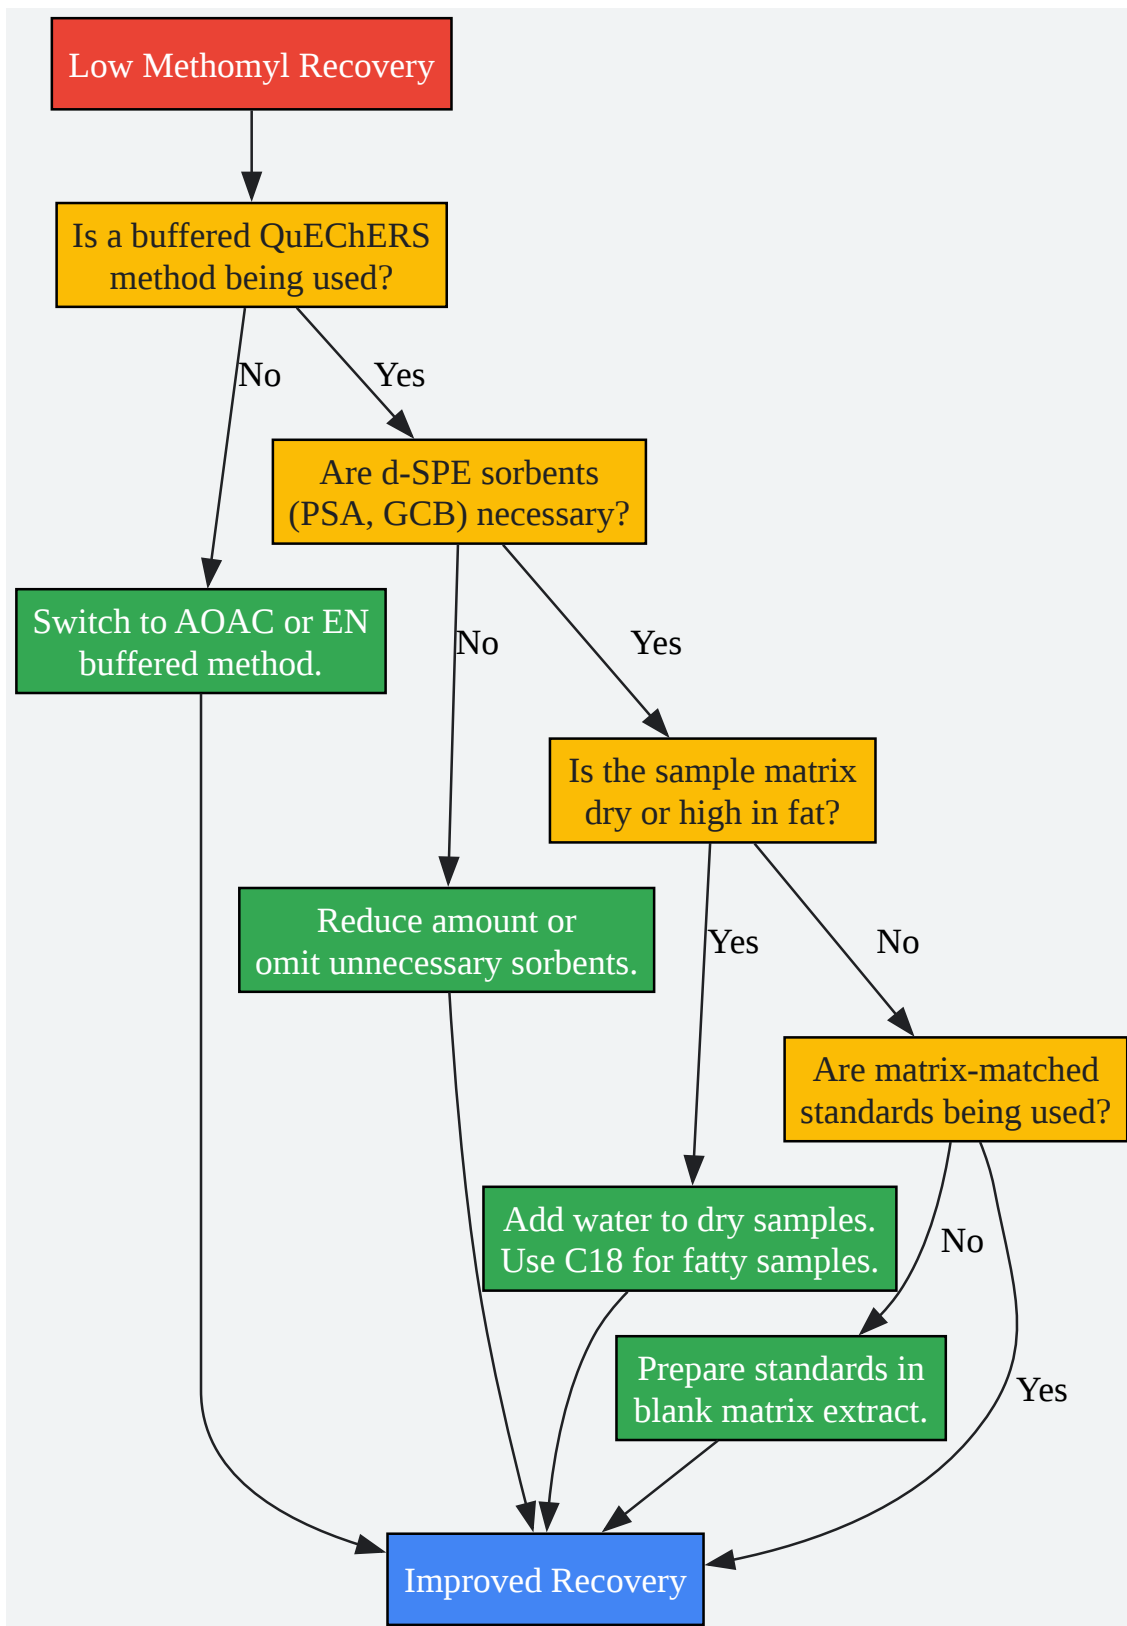 Low Methomyl Recovery
Is a buffered QuEChERS
method being used?
No
Yes
Are d-SPE sorbents
(PSA, GCB) necessary?
Switch to AOAC or EN
buffered method.
No
Yes
Is the sample matrix
dry or high in fat?
Reduce amount or
omit unnecessary sorbents.
Yes
No
Are matrix-matched
standards being used?
Add water to dry samples.
Use C18 for fatty samples.
No
Prepare standards in
blank matrix extract.
Yes
Improved Recovery